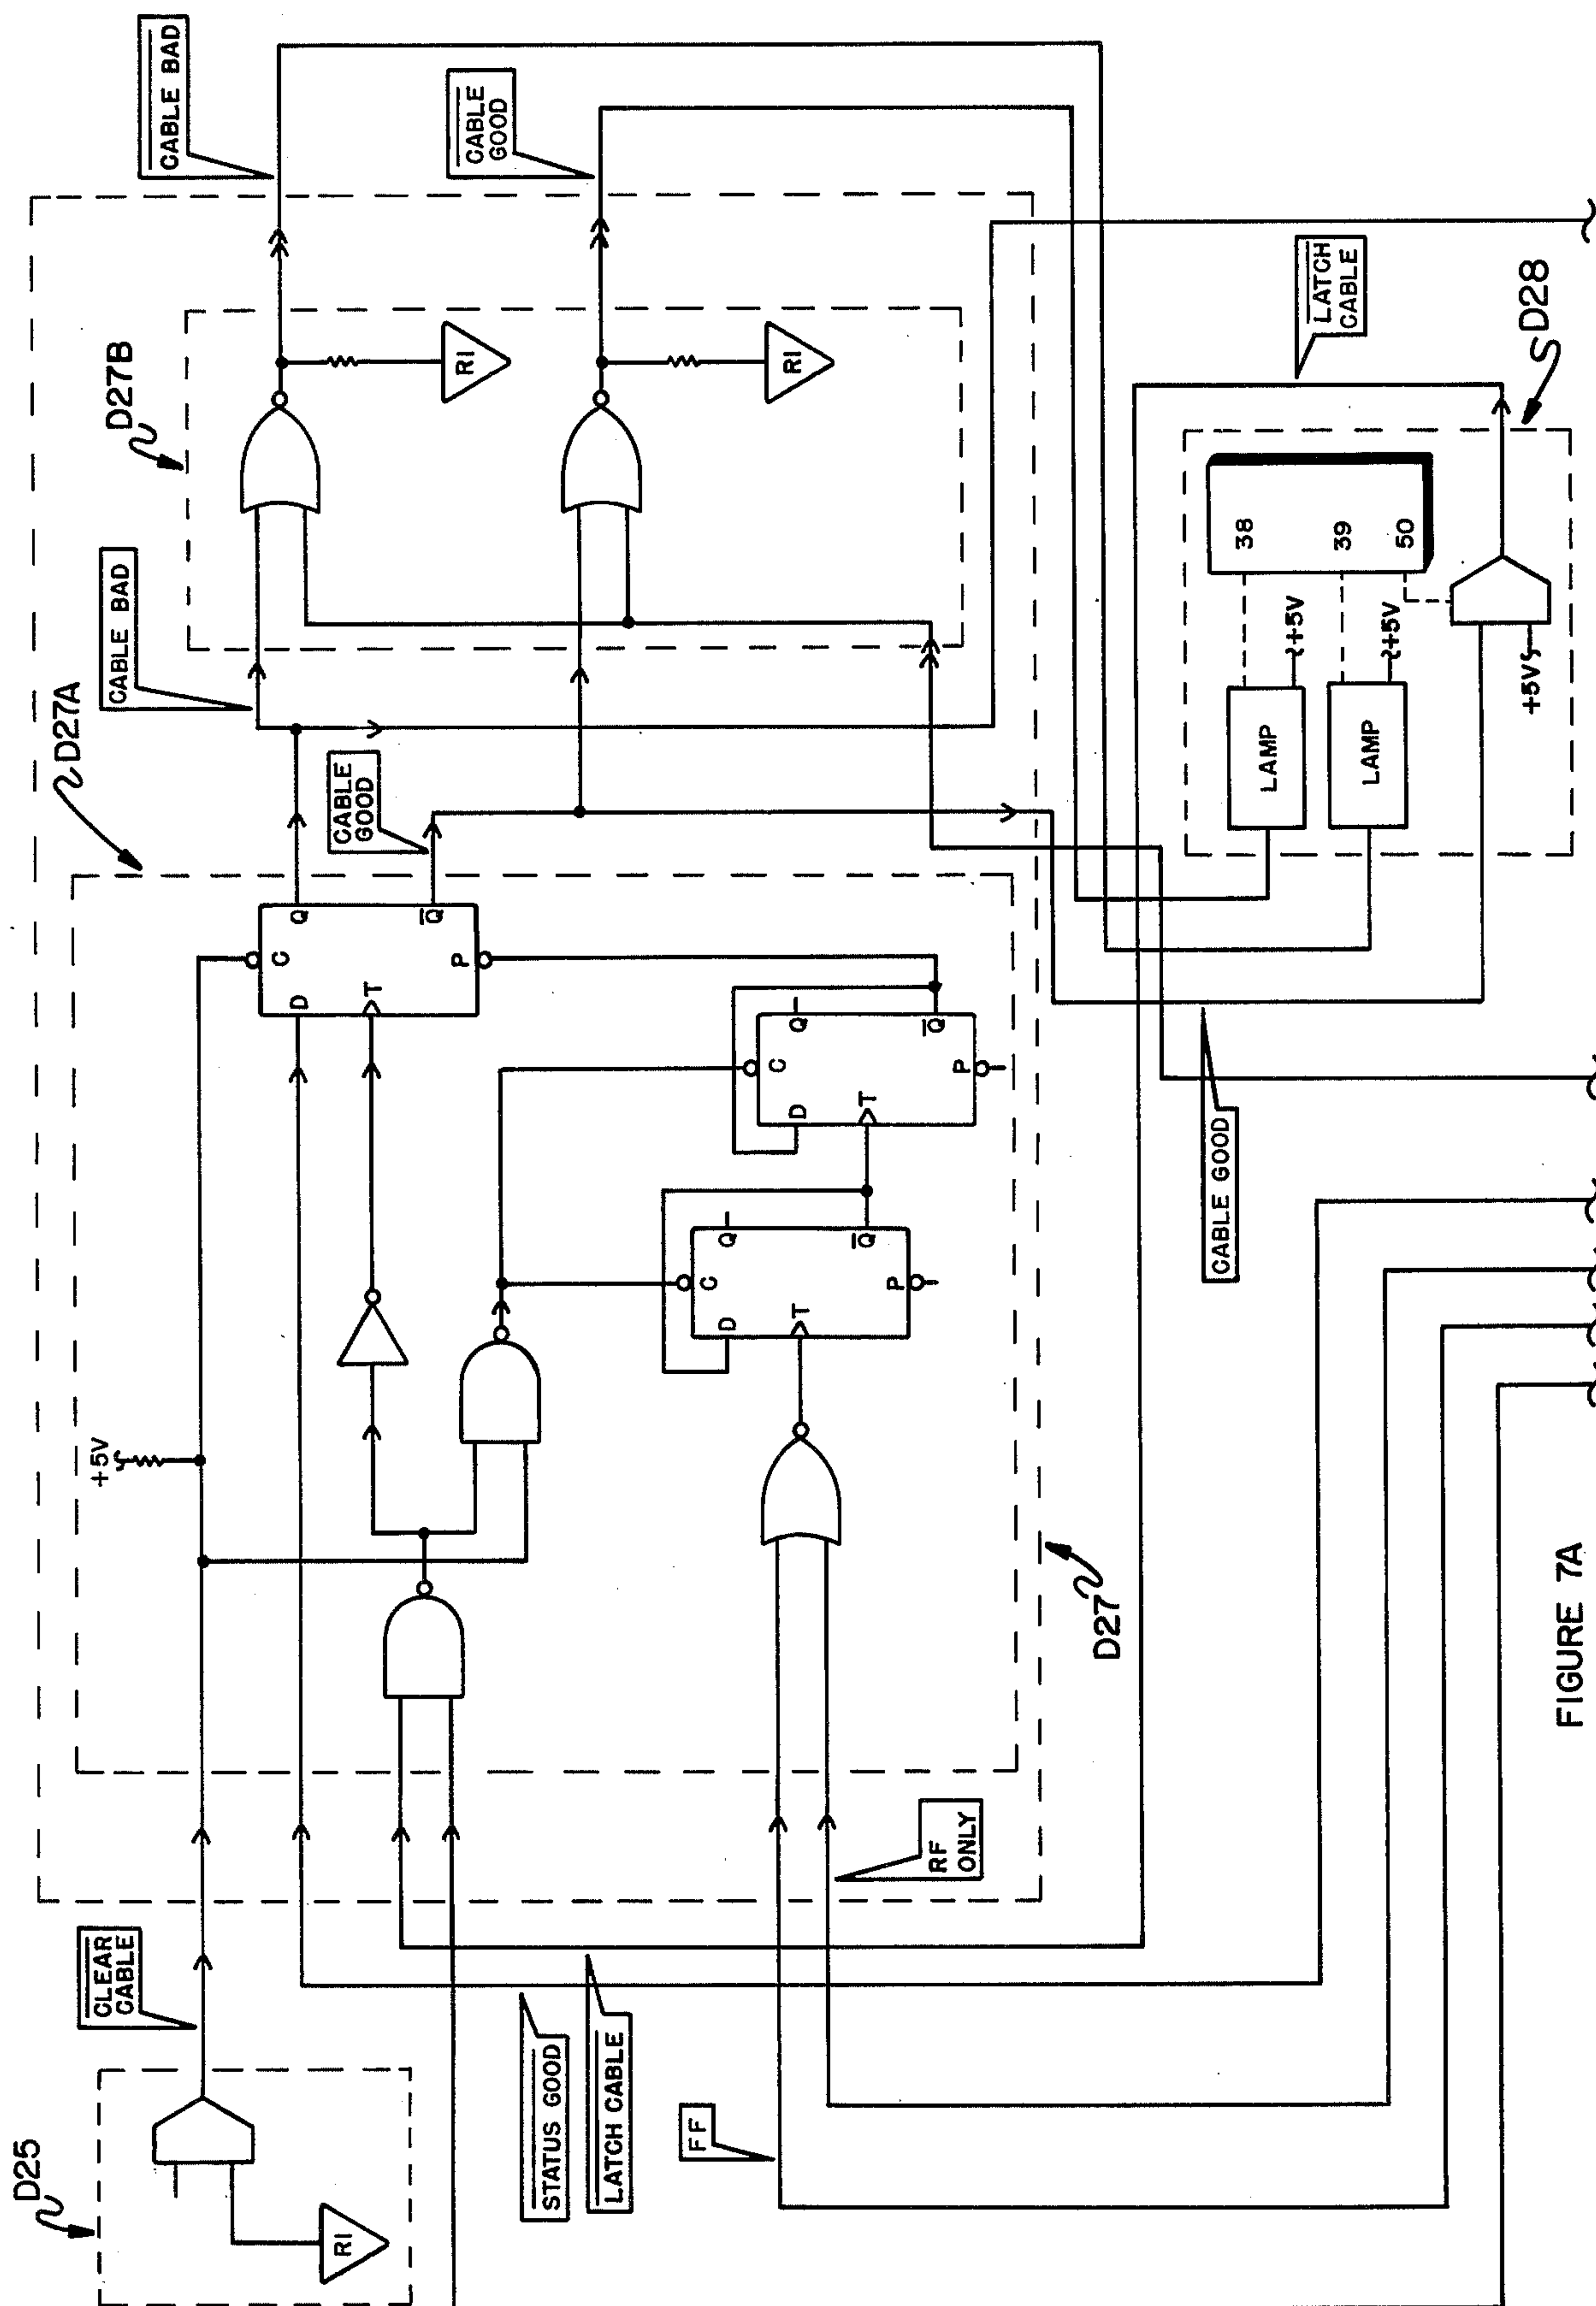 D25
RI
CLEAR
CABLE
STATUS GOOD
LATCH CABLE
FF
RF
ONLY
D27
+5V
D27A
D
T
C
P
Q
Q
D
T
C
P
Q
Q
D
T
C
P
Q
Q
CABLE
GOOD
CABLE BAD
D27B
RI
RI
CABLE BAD
CABLE
GOOD
CABLE GOOD
LAMP
LAMP
+5V
+5V
+5V
38
39
50
LATCH
CABLE
D28
FIGURE 7A